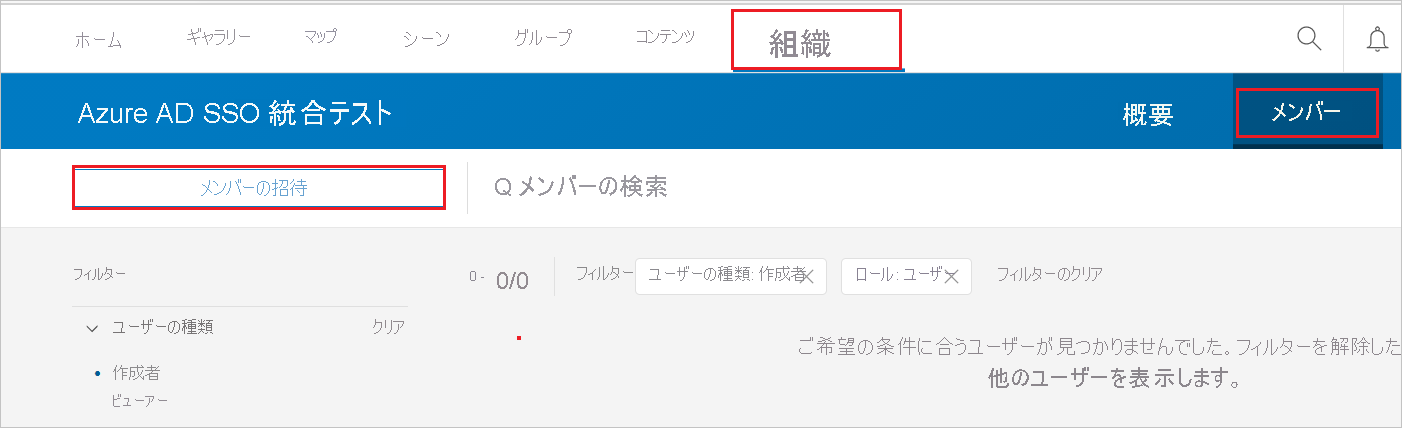 ホーム ギャラリー マップ シーン グループ コンテンツ 組織
Azure AD SSO 統合テスト 概要 メンバー
メンバーの招待 Q メンバーの検索
フィルター 0 - 0/0 フィルター ユーザーの種類: 作成者 ロール: ユーザー フィルターのクリア
ユーザーの種類 クリア
ご希望の条件に合うユーザーが見つかりませんでした。フィルターを解除した
作成者 他のユーザーを表示します。
ビューアー